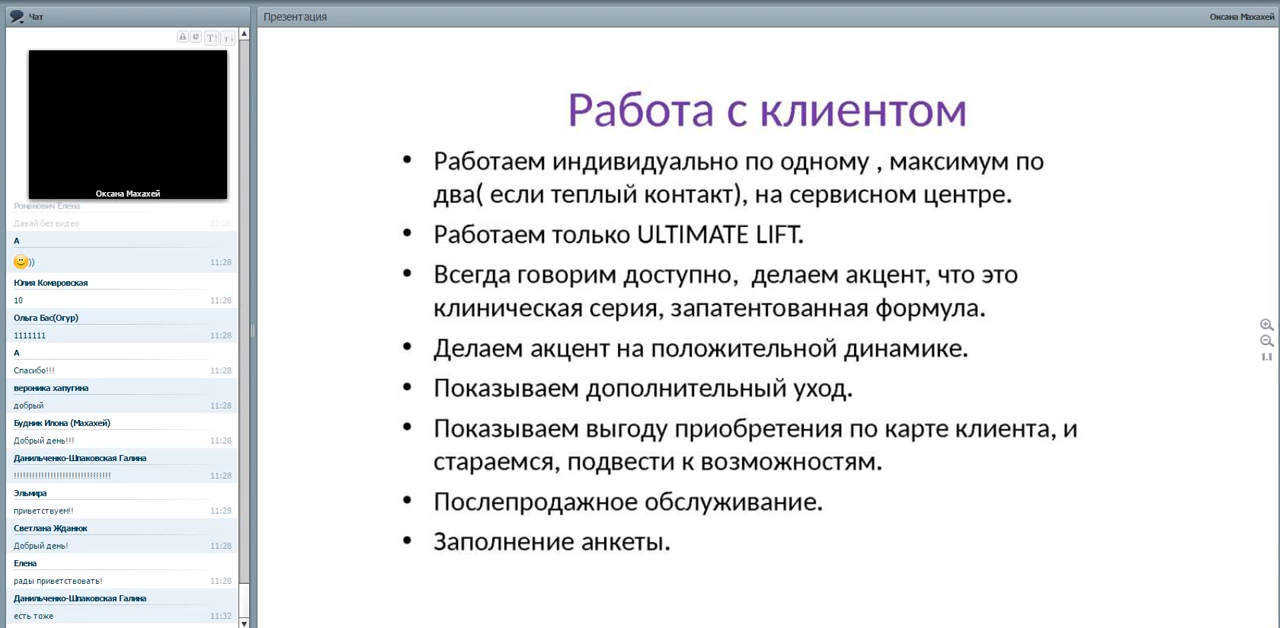 Чат
Оксана Махахей
Романович Елена
Давай без видео 11:28
А
)) 11:28
Юлия Комаровская
10 11:28
Ольга Бас(Огур)
1111111 11:28
А
Спасибо!!! 11:28
вероника хапугина
добрый 11:28
Будник Илона (Махахей)
Добрый день!!! 11:28
Данильченко-Шпаковская Галина
!!!!!!!!!!!!!!!!!!!!!!!!!!!!!!!!! 11:28
Эльмира
приветствуем!! 11:28
Светлана Жданюк
Добрый день! 11:28
Елена
рады приветствовать! 11:28
Данильченко-Шпаковская Галина
есть тоже 11:32
Презентация Оксана Махахей
Работа с клиентом
• Работаем индивидуально по одному , максимум по
два( если теплый контакт), на сервисном центре.
• Работаем только ULTIMATE LIFT.
• Всегда говорим доступно, делаем акцент, что это
клиническая серия, запатентованная формула.
• Делаем акцент на положительной динамике.
• Показываем дополнительный уход.
• Показываем выгоду приобретения по карте клиента, и
стараемся, подвести к возможностям.
• Послепродажное обслуживание.
• Заполнение анкеты.
1:1